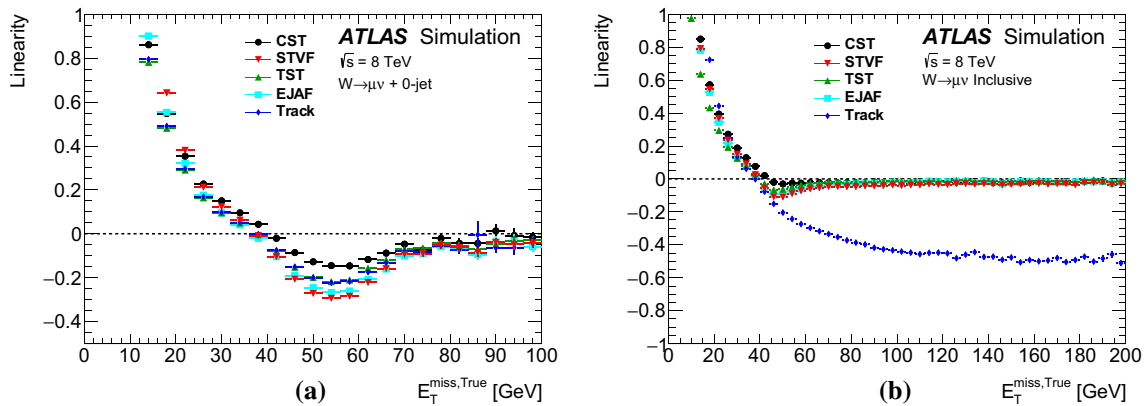 Linearity
1
0.8
0.6
0.4
0.2
0
−0.2
−0.4
CST
STVF
TST
EJAF
Track
ATLAS Simulation
√s = 8 TeV
W→μν + 0-jet
0 10 20 30 40 50 60 70 80 90 100
E_T^miss,True [GeV]
(a)
Linearity
1
0.8
0.6
0.4
0.2
0
−0.2
−0.4
−0.6
−0.8
−1
CST
STVF
TST
EJAF
Track
ATLAS Simulation
√s = 8 TeV
W→μν Inclusive
0 20 40 60 80 100 120 140 160 180 200
E_T^miss,True [GeV]
(b)